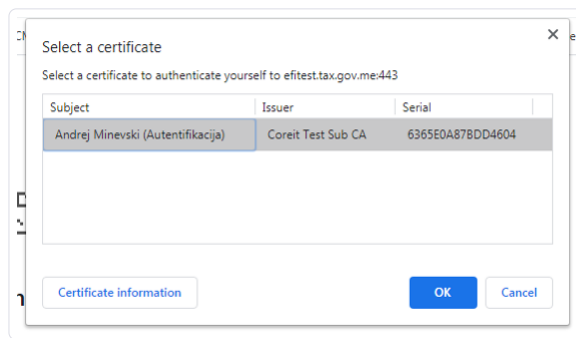 Select a certificate
Select a certificate to authenticate yourself to efitest.tax.gov.me:443
Subject Issuer Serial
Andrej Minevski (Autentifikacija) Coreit Test Sub CA 6365E0A87BDD4604
Certificate information OK Cancel